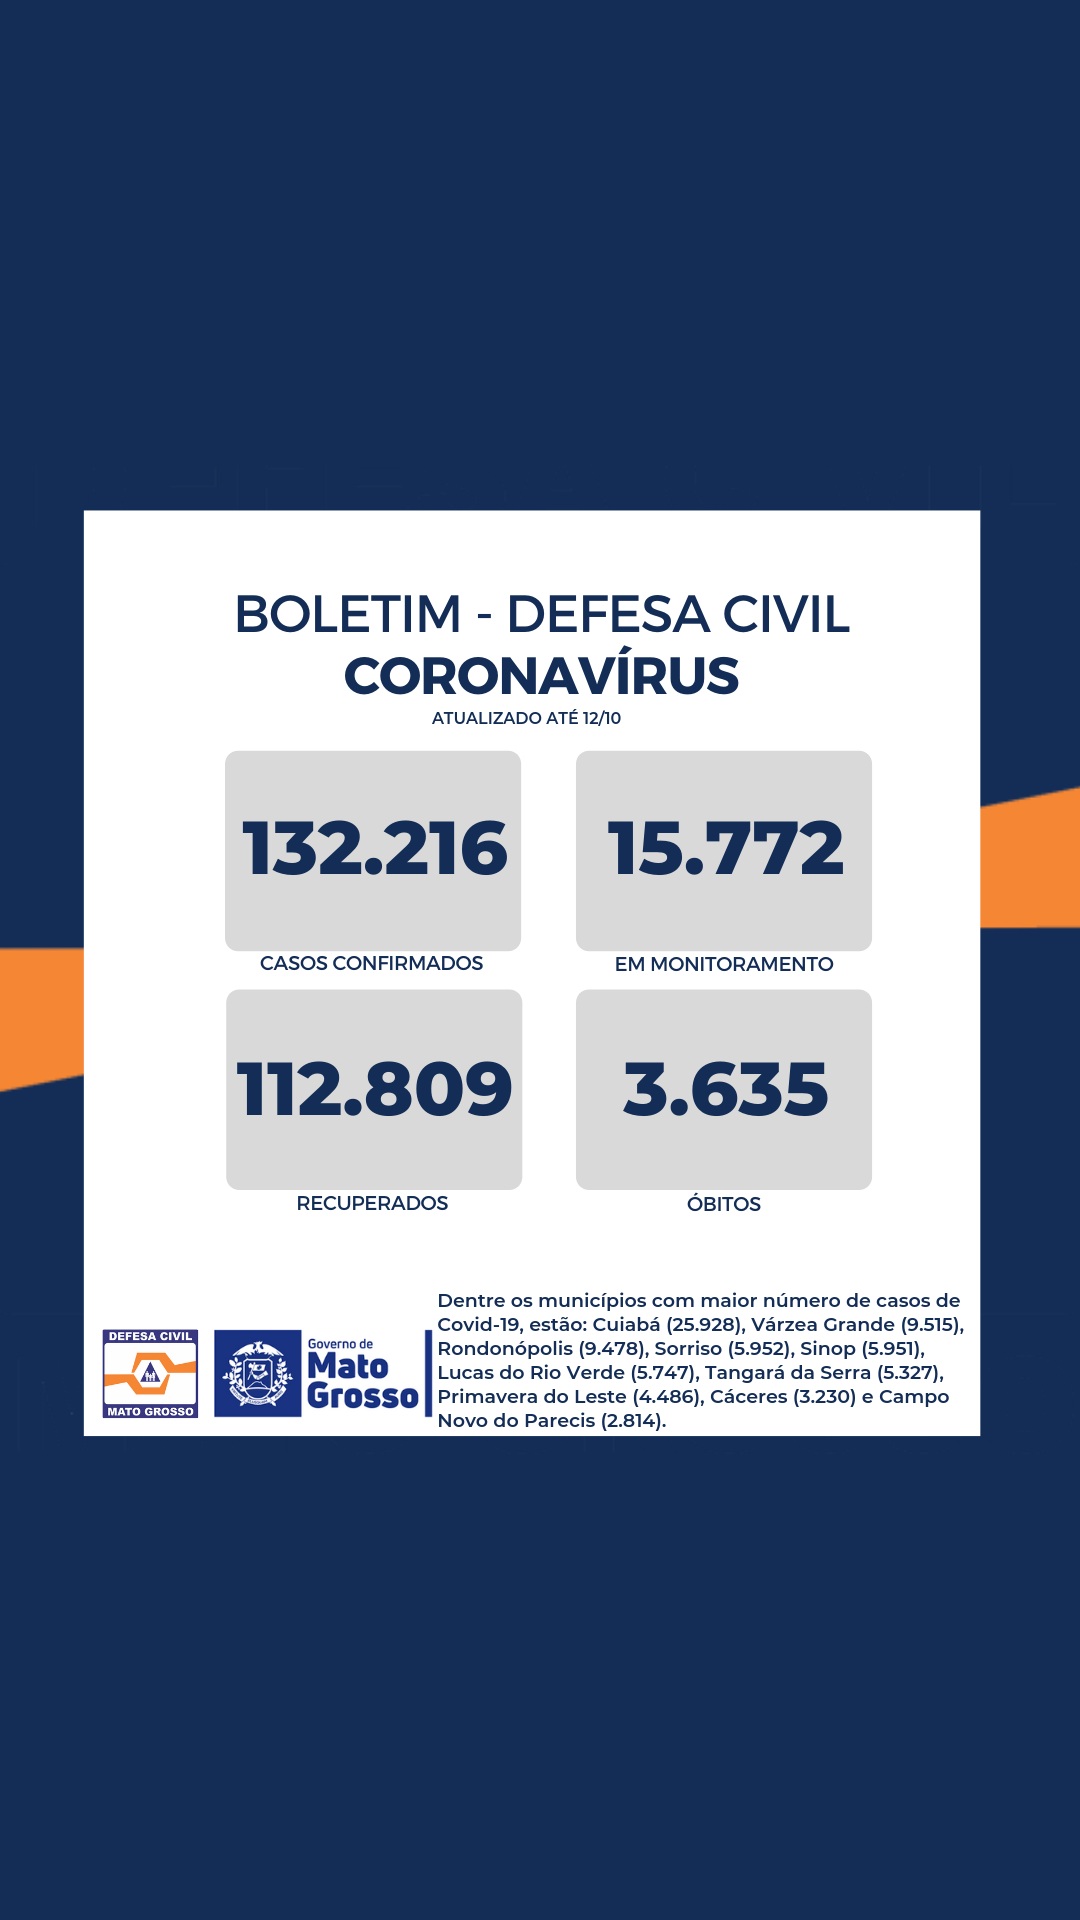 BOLETIM - DEFESA CIVIL
CORONAVÍRUS
ATUALIZADO ATÉ 12/10
132.216
CASOS CONFIRMADOS
15.772
EM MONITORAMENTO
112.809
RECUPERADOS
3.635
ÓBITOS
DEFESA CIVIL
MATO GROSSO
Governo de
Mato
Grosso
Dentre os municípios com maior número de casos de
Covid-19, estão: Cuiabá (25.928), Várzea Grande (9.515),
Rondonópolis (9.478), Sorriso (5.952), Sinop (5.951),
Lucas do Rio Verde (5.747), Tangará da Serra (5.327),
Primavera do Leste (4.486), Cáceres (3.230) e Campo
Novo do Parecis (2.814).